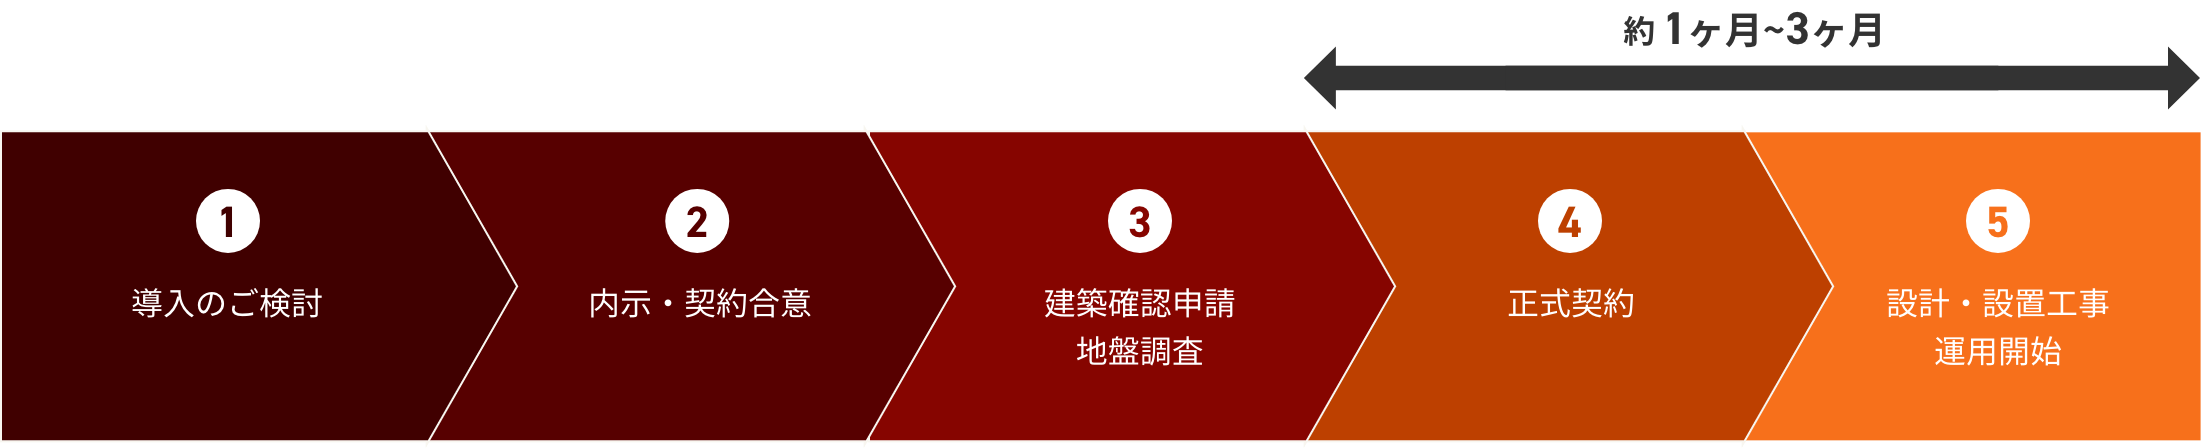 約1ヶ月~3ヶ月
1
導入のご検討
2
内示・契約合意
3
建築確認申請
地盤調査
4
正式契約
5
設計・設置工事
運用開始